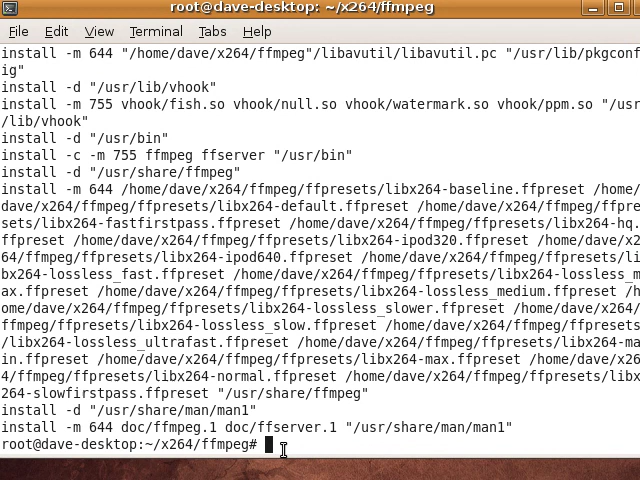 root@dave-desktop: ~/x264/ffmpeg
File Edit View Terminal Tabs Help
install -m 644 "/home/dave/x264/ffmpeg"/libavutil/libavutil.pc "/usr/lib/pkgconf
ig"
install -d "/usr/lib/vhook"
install -m 755 vhook/fish.so vhook/null.so vhook/watermark.so vhook/ppm.so "/usr
/lib/vhook"
install -d "/usr/bin"
install -c -m 755 ffmpeg ffserver "/usr/bin"
install -d "/usr/share/ffmpeg"
install -m 644 /home/dave/x264/ffmpeg/ffpresets/libx264-baseline.ffpreset /home/
dave/x264/ffmpeg/ffpresets/libx264-default.ffpreset /home/dave/x264/ffmpeg/ffpre
sets/libx264-fastfirstpass.ffpreset /home/dave/x264/ffmpeg/ffpresets/libx264-hq.
ffpreset /home/dave/x264/ffmpeg/ffpresets/libx264-ipod320.ffpreset /home/dave/x2
64/ffmpeg/ffpresets/libx264-ipod640.ffpreset /home/dave/x264/ffmpeg/ffpresets/li
bx264-lossless_fast.ffpreset /home/dave/x264/ffmpeg/ffpresets/libx264-lossless_m
ax.ffpreset /home/dave/x264/ffmpeg/ffpresets/libx264-lossless_medium.ffpreset /h
ome/dave/x264/ffmpeg/ffpresets/libx264-lossless_slower.ffpreset /home/dave/x264/
ffmpeg/ffpresets/libx264-lossless_slow.ffpreset /home/dave/x264/ffmpeg/ffpresets
/libx264-lossless_ultrafast.ffpreset /home/dave/x264/ffmpeg/ffpresets/libx264-ma
in.ffpreset /home/dave/x264/ffmpeg/ffpresets/libx264-max.ffpreset /home/dave/x26
4/ffmpeg/ffpresets/libx264-normal.ffpreset /home/dave/x264/ffmpeg/ffpresets/libx
264-slowfirstpass.ffpreset "/usr/share/ffmpeg"
install -d "/usr/share/man/man1"
install -m 644 doc/ffmpeg.1 doc/ffserver.1 "/usr/share/man/man1"
root@dave-desktop:~/x264/ffmpeg#